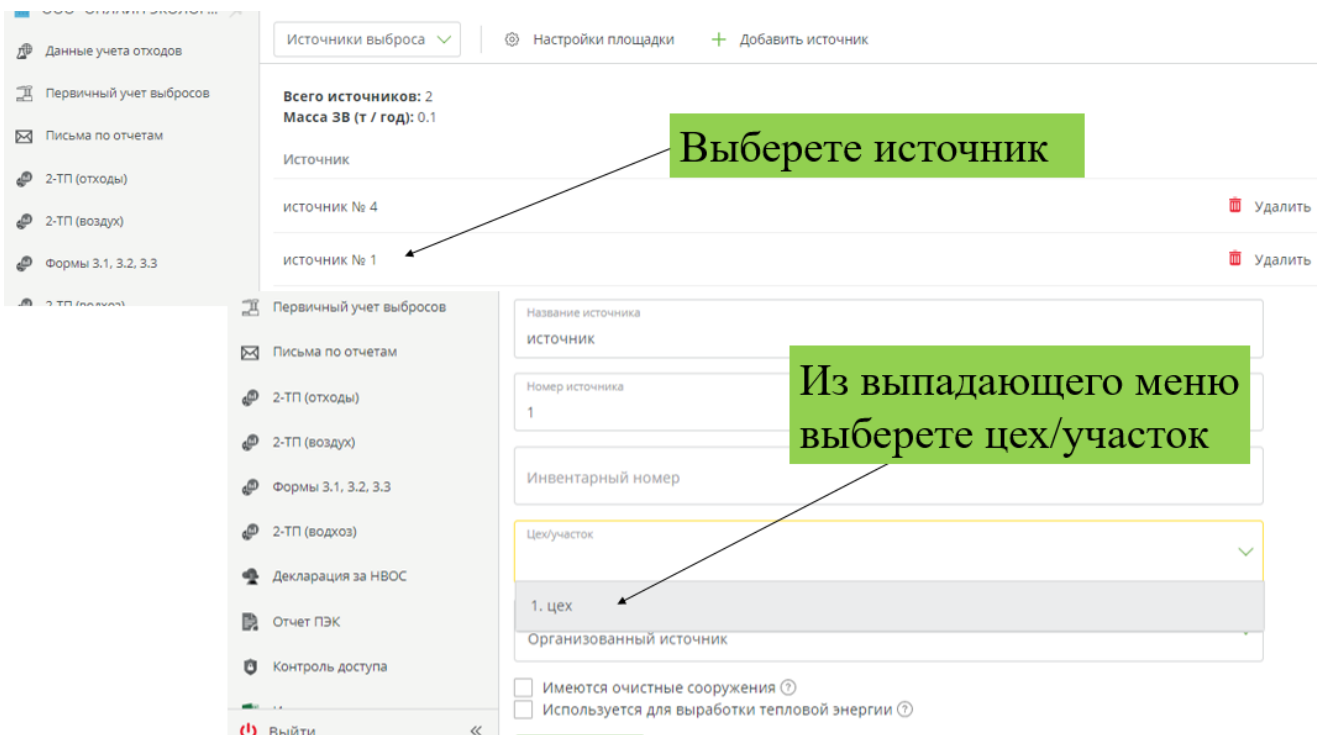 Данные учета отходов
Первичный учет выбросов
Письма по отчетам
2-ТП (отходы)
2-ТП (воздух)
Формы 3.1, 3.2, 3.3
Источники выброса
Настройки площадки
+ Добавить источник
Всего источников: 2
Масса ЗВ (т / год): 0.1
Источник
источник № 4
Удалить
источник № 1
Удалить
Выберете источник
Первичный учет выбросов
Письма по отчетам
2-ТП (отходы)
2-ТП (воздух)
Формы 3.1, 3.2, 3.3
2-ТП (водхоз)
Декларация за НВОС
Отчет ПЭК
Контроль доступа
Выйти
«
Название источника
источник
Номер источника
1
Инвентарный номер
Цех/участок
1. цех
Организованный источник
Имеются очистные сооружения ?
Используется для выработки тепловой энергии ?
Из выпадающего меню
выберете цех/участок